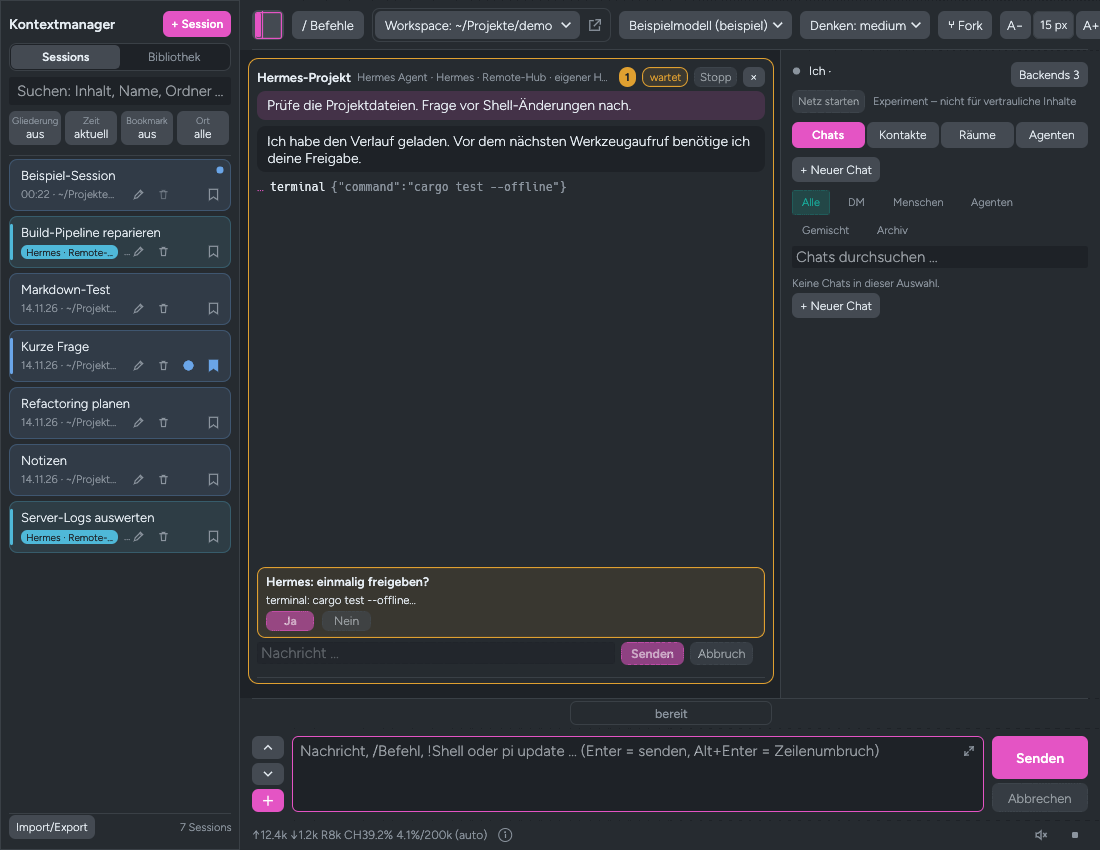 Kontextmanager
+ Session
Sessions
Bibliothek
Suchen: Inhalt, Name, Ordner ...
Gliederung
aus
Zeit
aktuell
Bookmark
aus
Ort
alle
Beispiel-Session
00:22 · ~/Projekte...
Build-Pipeline reparieren
Hermes · Remote-...
...
Markdown-Test
14.11.26 · ~/Projekt...
Kurze Frage
14.11.26 · ~/Projekt...
Refactoring planen
14.11.26 · ~/Projekt...
Notizen
14.11.26 · ~/Projekt...
Server-Logs auswerten
Hermes · Remote-...
...
Import/Export
7 Sessions
/ Befehle
Workspace: ~/Projekte/demo
Beispielmodell (beispiel)
Denken: medium
Fork
A−
15 px
A+
Hermes-Projekt
Hermes Agent · Hermes · Remote-Hub · eigener H...
1
wartet
Stopp
×
Prüfe die Projektdateien. Frage vor Shell-Änderungen nach.
Ich habe den Verlauf geladen. Vor dem nächsten Werkzeugaufruf benötige ich
deine Freigabe.
... terminal {"command":"cargo test --offline"}
Hermes: einmalig freigeben?
terminal: cargo test --offline...
Ja
Nein
Nachricht ...
Senden
Abbruch
Ich ·
Backends 3
Netz starten
Experiment – nicht für vertrauliche Inhalte
Chats
Kontakte
Räume
Agenten
+ Neuer Chat
Alle
DM
Menschen
Agenten
Gemischt
Archiv
Chats durchsuchen ...
Keine Chats in dieser Auswahl.
+ Neuer Chat
bereit
Nachricht, /Befehl, !Shell oder pi update ... (Enter = senden, Alt+Enter = Zeilenumbruch)
Senden
Abbrechen
↑12.4k ↓1.2k R8k CH39.2% 4.1%/200k (auto)